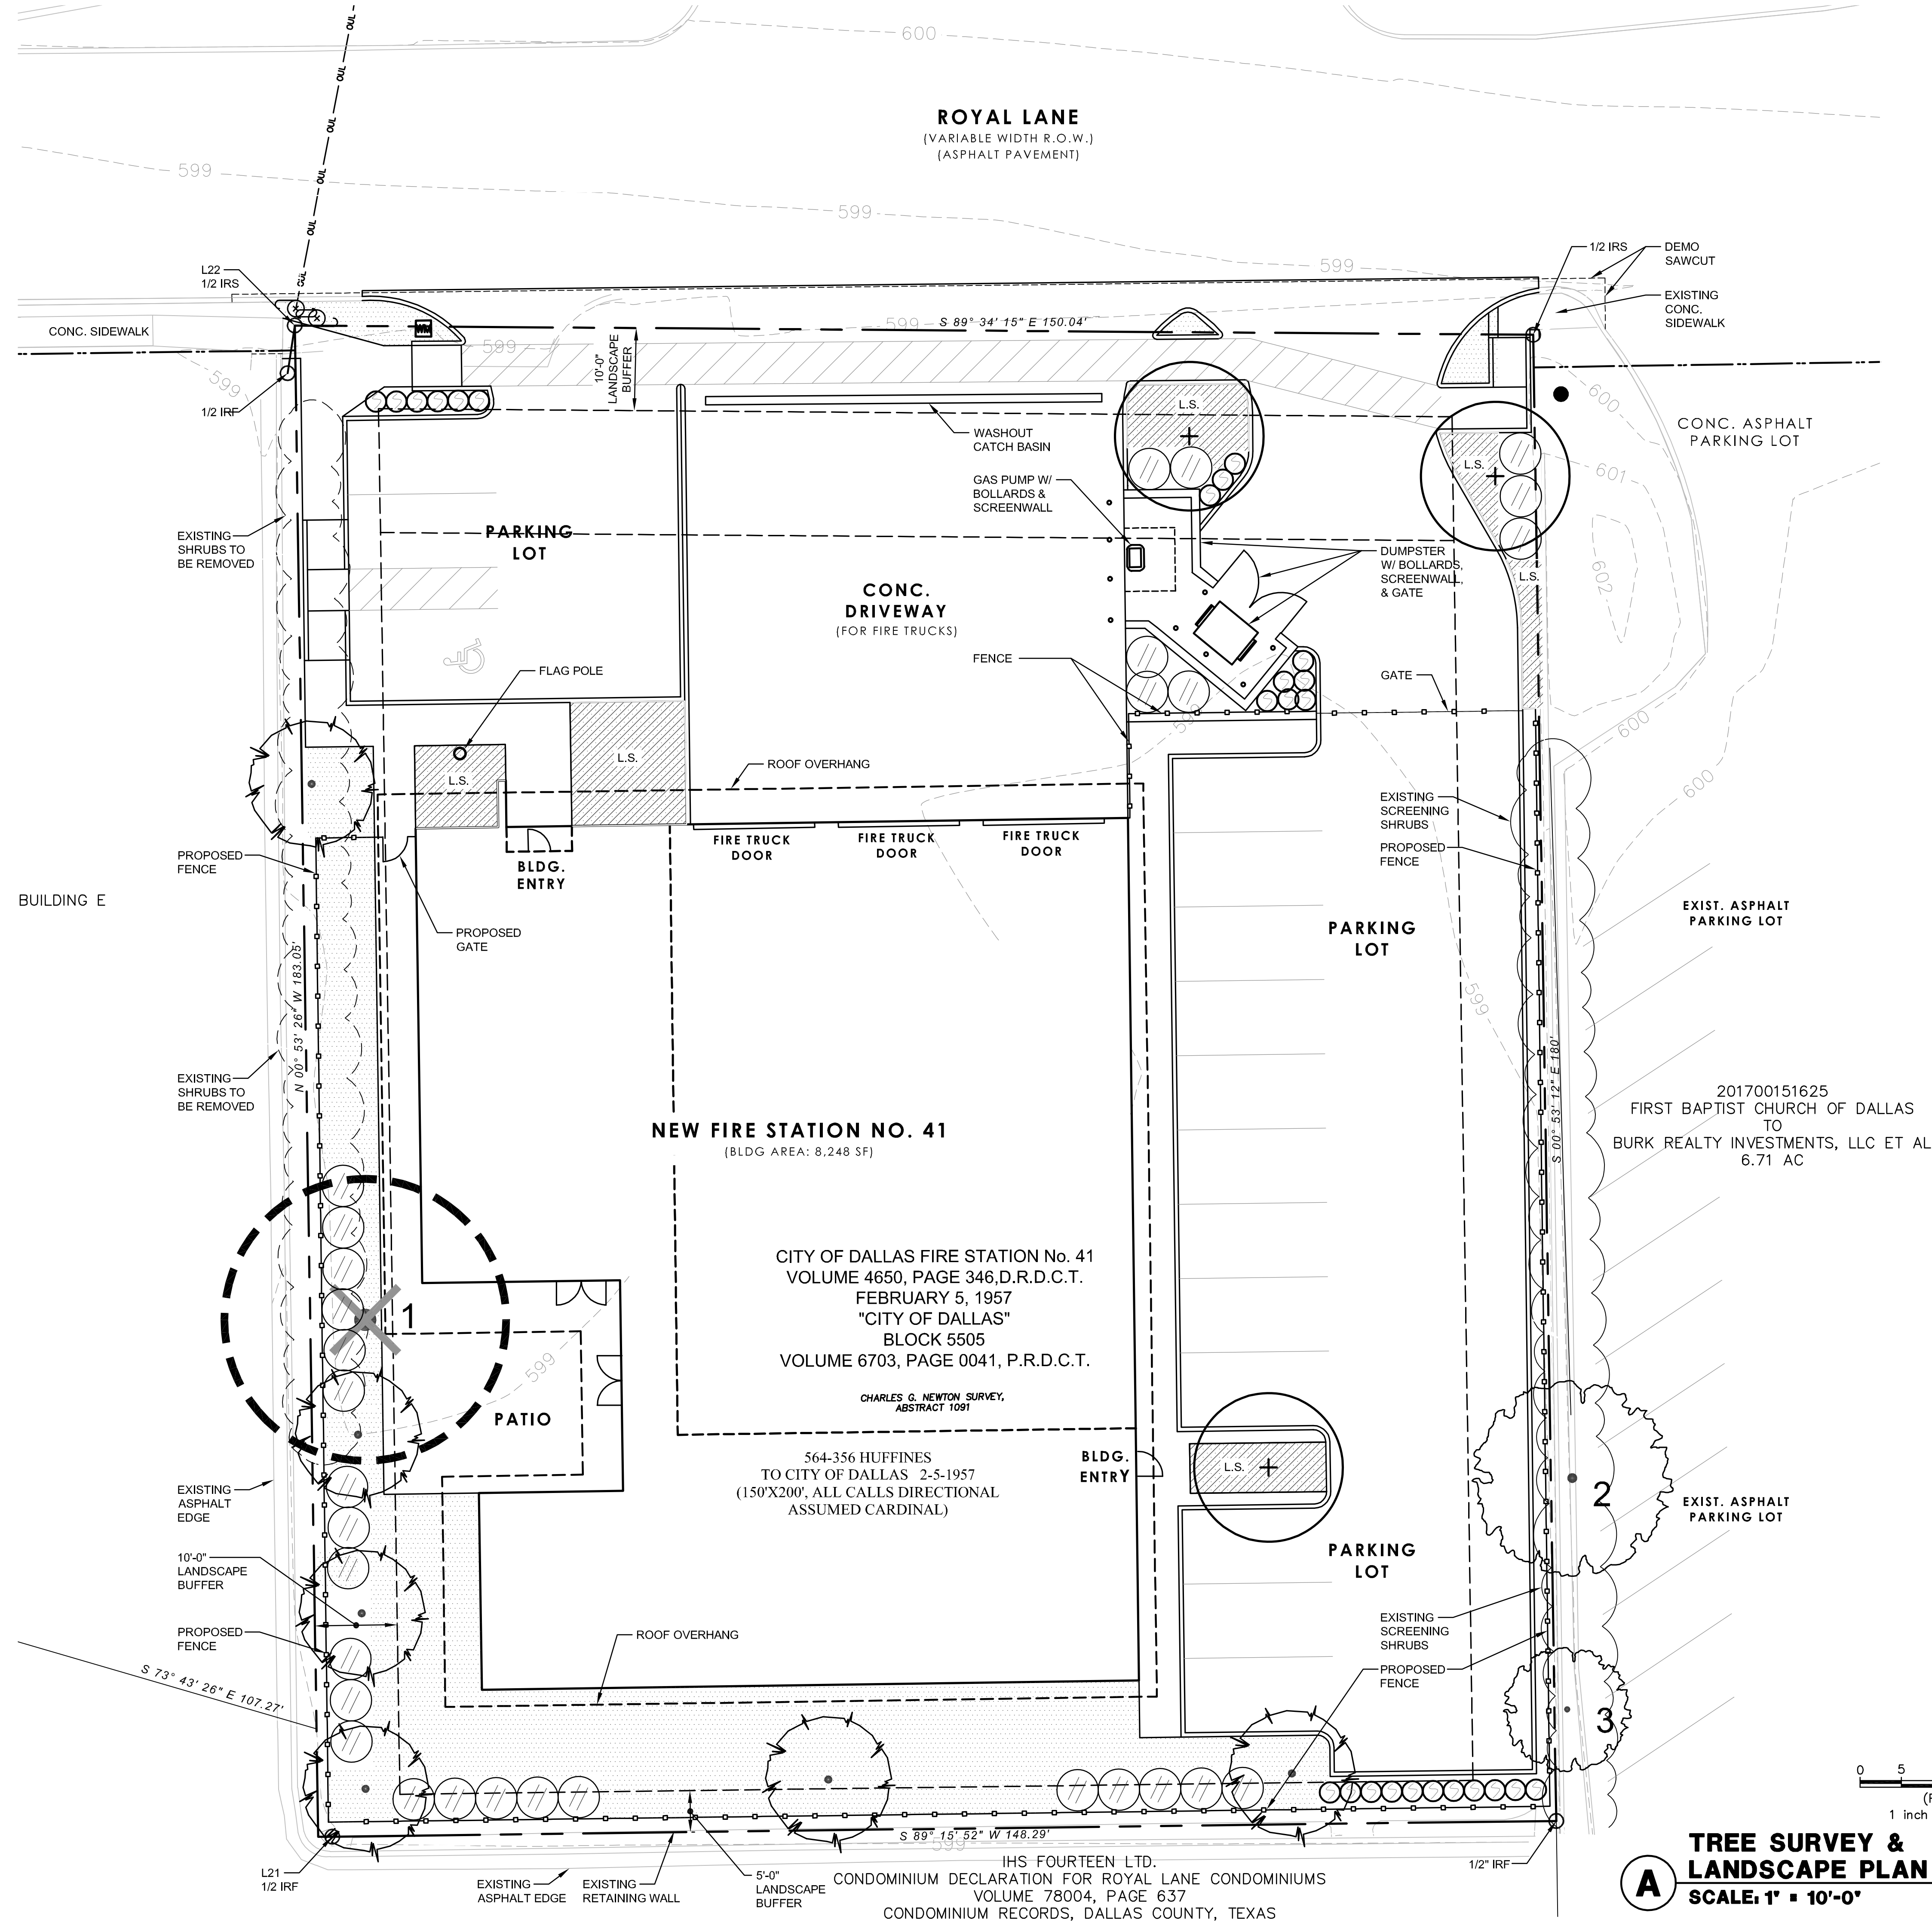 OUL
OUL
OUL
OUL
OUL
OUL
600
ROYAL LANE
(VARIABLE WIDTH R.O.W.)
(ASPHALT PAVEMENT)
599
599
599
L22
1/2 IRS
1/2 IRS
DEMO
SAWCUT
EXISTING
CONC.
SIDEWALK
CONC. SIDEWALK
WM
599
S 89° 34' 15" E 150.04'
599
10'-0"
LANDSCAPE
BUFFER
599
1/2 IRF
L.S.
600
CONC. ASPHALT
PARKING LOT
WASHOUT
CATCH BASIN
L.S.
601
GAS PUMP W/
BOLLARDS &
SCREENWALL
EXISTING
SHRUBS TO
BE REMOVED
PARKING
LOT
DUMPSTER
W/ BOLLARDS,
SCREENWALL,
& GATE
L.S.
602
CONC.
DRIVEWAY
(FOR FIRE TRUCKS)
FLAG POLE
FENCE
GATE
599
600
L.S.
L.S.
ROOF OVERHANG
600
EXISTING
SCREENING
SHRUBS
PROPOSED
FENCE
FIRE TRUCK
DOOR
FIRE TRUCK
DOOR
FIRE TRUCK
DOOR
PROPOSED
FENCE
BLDG.
ENTRY
BUILDING E
PROPOSED
GATE
PARKING
LOT
EXIST. ASPHALT
PARKING LOT
N 00° 53' 26" W 183.05'
599
EXISTING
SHRUBS TO
BE REMOVED
S 00° 53' 12" E 180'
201700151625
FIRST BAPTIST CHURCH OF DALLAS
TO
BURK REALTY INVESTMENTS, LLC ET AL
6.71 AC
NEW FIRE STATION NO. 41
(BLDG AREA: 8,248 SF)
CITY OF DALLAS FIRE STATION No. 41
VOLUME 4650, PAGE 346,D.R.D.C.T.
FEBRUARY 5, 1957
"CITY OF DALLAS"
BLOCK 5505
VOLUME 6703, PAGE 0041, P.R.D.C.T.
CHARLES G. NEWTON SURVEY,
ABSTRACT 1091
1
599
PATIO
564-356 HUFFINES
TO CITY OF DALLAS 2-5-1957
(150'X200', ALL CALLS DIRECTIONAL
ASSUMED CARDINAL)
BLDG.
ENTRY
L.S.
2
EXIST. ASPHALT
PARKING LOT
EXISTING
ASPHALT
EDGE
10'-0"
LANDSCAPE
BUFFER
PARKING
LOT
PROPOSED
FENCE
ROOF OVERHANG
EXISTING
SCREENING
SHRUBS
PROPOSED
FENCE
S 73° 43' 26" E 107.27'
3
0 5
1 inch
S 89° 15' 52" W 148.29'
599
L21
1/2 IRF
EXISTING
ASPHALT EDGE
EXISTING
RETAINING WALL
5'-0"
LANDSCAPE
BUFFER
IHS FOURTEEN LTD.
CONDOMINIUM DECLARATION FOR ROYAL LANE CONDOMINIUMS
VOLUME 78004, PAGE 637
CONDOMINIUM RECORDS, DALLAS COUNTY, TEXAS
1/2" IRF
A
TREE SURVEY &
LANDSCAPE PLAN
SCALE: 1" = 10'-0"